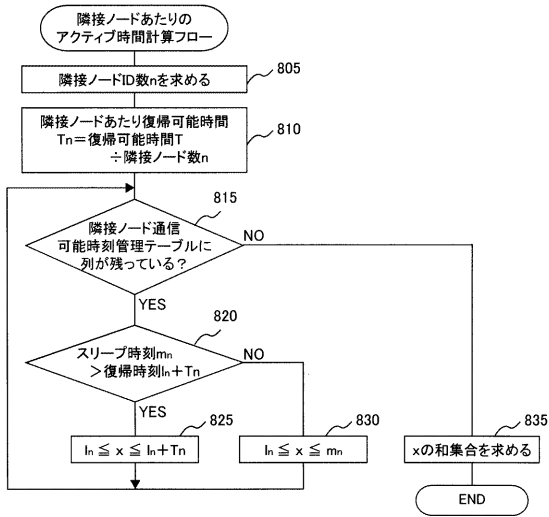 隣接ノードあたりの
アクティブ時間計算フロー
隣接ノードID数nを求める
805
隣接ノードあたり復帰可能時間
Tn＝復帰可能時間T
÷隣接ノード数n
810
815
隣接ノード通信
可能時刻管理テーブルに
列が残っている？
NO
YES
820
スリープ時刻mn
＞復帰時刻ln＋Tn
NO
YES
825
ln ≦ x ≦ ln＋Tn
830
ln ≦ x ≦ mn
835
xの和集合を求める
END